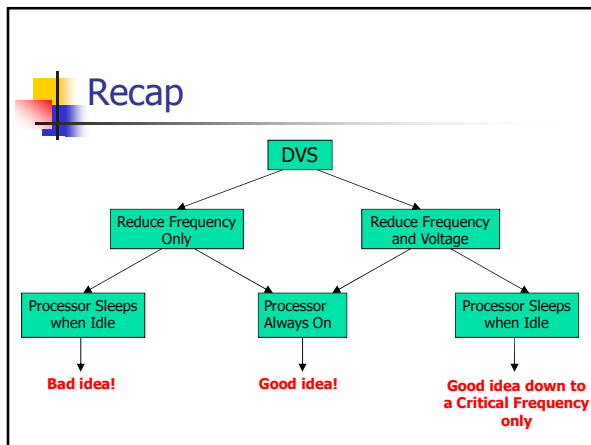 Recap
DVS
Reduce Frequency
Only
Reduce Frequency
and Voltage
Processor Sleeps
when Idle
Processor
Always On
Processor Sleeps
when Idle
Bad idea!
Good idea!
Good idea down to
a Critical Frequency
only